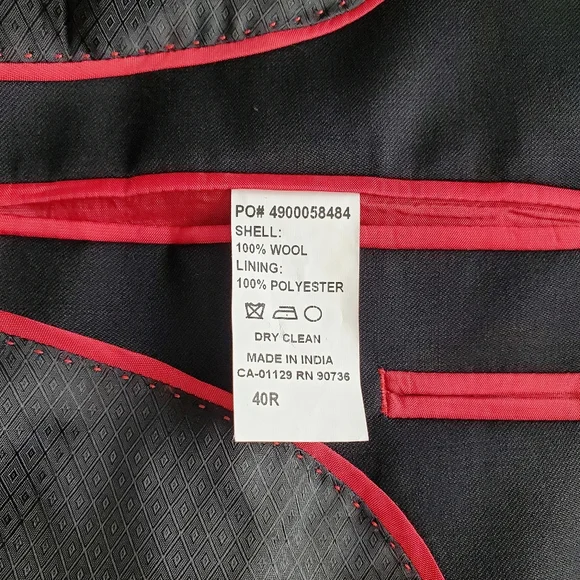 PO# 4900058484
SHELL:
100% WOOL
LINING:
100% POLYESTER
DRY CLEAN
MADE IN INDIA
CA-01129 RN 90736
40R